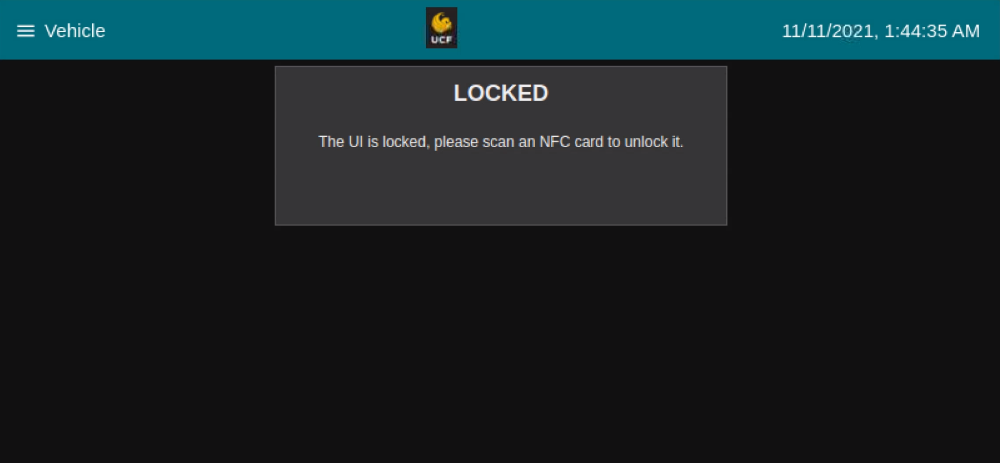 Vehicle
UCF
11/11/2021, 1:44:35 AM
LOCKED
The UI is locked, please scan an NFC card to unlock it.